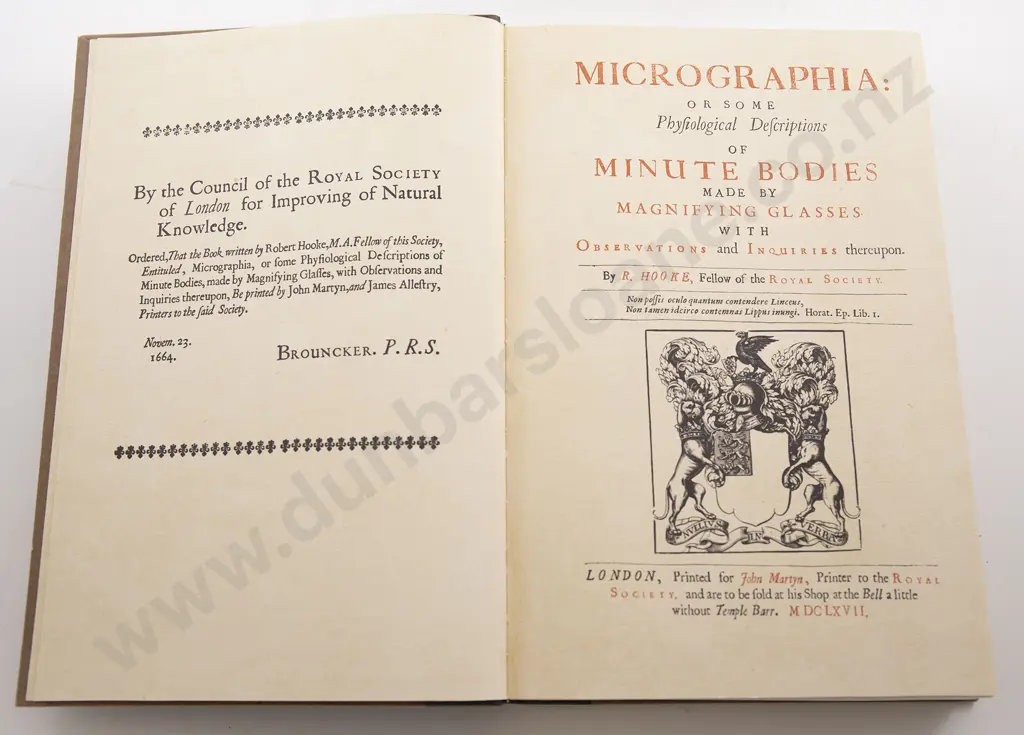 By the Council of the ROYAL SOCIETY
of London for Improving of Natural
Knowledge.
Ordered, That the Book written by Robert Hooke, M.A. Fellow of this Society,
Entituled, Micrographia, or some Phyſiological Deſcriptions of
Minute Bodies, made by Magnifying Glaſſes, with Obſervations and
Inquiries thereupon, Be printed by John Martyn, and James Alleſtry,
Printers to the ſaid Society.
Novem. 23.
1664.
BROUNCKER. P.R.S.
MICROGRAPHIA:
OR SOME
Phyſiological Deſcriptions
OF
MINUTE BODIES
MADE BY
MAGNIFYING GLASSES.
WITH
OBSERVATIONS and INQUIRIES thereupon.
By R. HOOKE, Fellow of the ROYAL SOCIETY.
Non poſſis oculo quantum contendere Linceus,
Non tamen idcirco contemnas Lippus inungi. Horat. Ep. Lib. 1.
NVLLIVS IN VERBA
LONDON, Printed for John Martyn, Printer to the ROYAL
SOCIETY, and are to be ſold at his Shop at the Bell a little
without Temple Barr. MDCLXVII.
www.dunbarsloane.co.nz